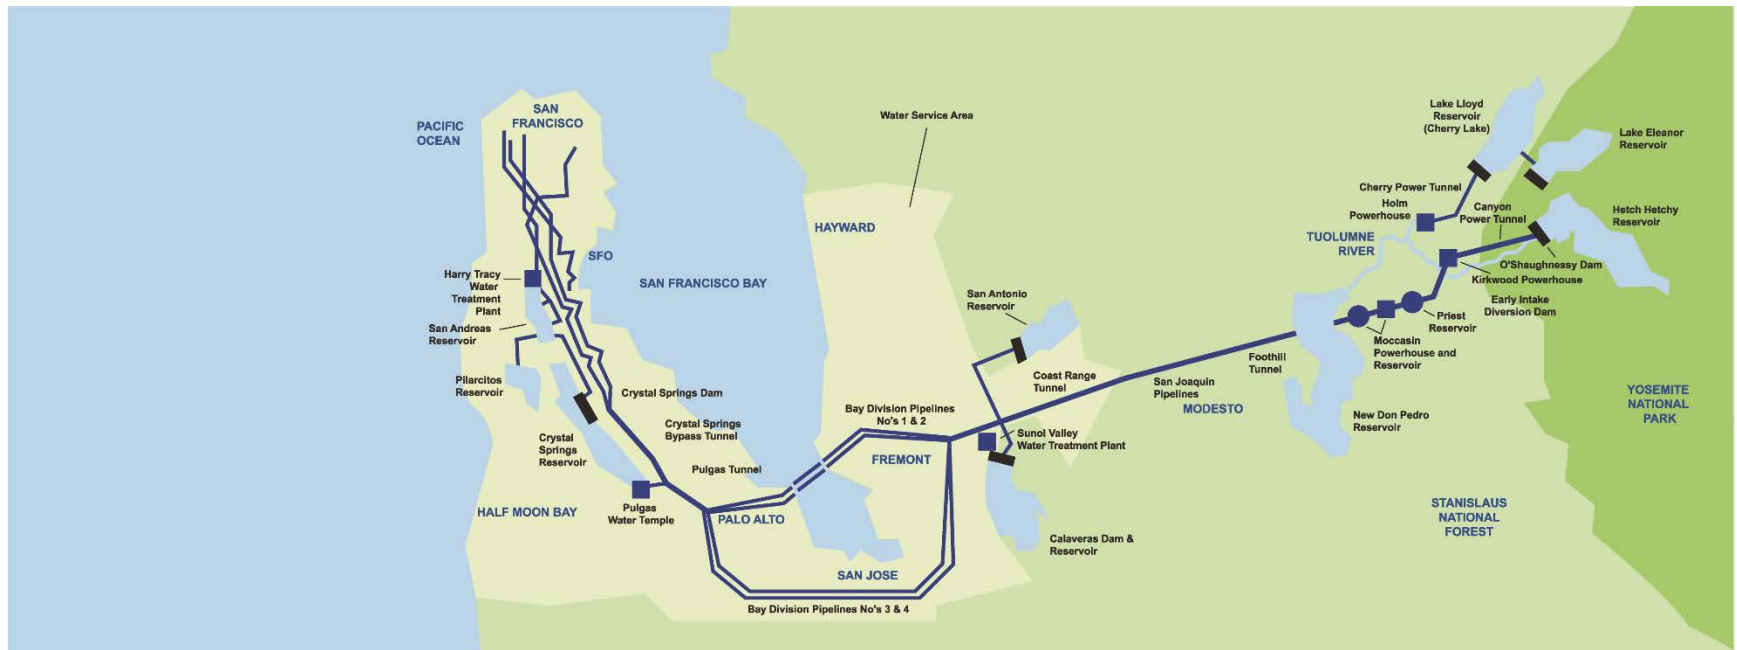 SAN
FRANCISCO
PACIFIC
OCEAN
Water Service Area
Lake Lloyd
Reservoir
(Cherry Lake)
Lake Eleanor
Reservoir
Cherry Power Tunnel
Holm
Powerhouse
Canyon
Power Tunnel
Hetch Hetchy
Reservoir
HAYWARD
TUOLUMNE
RIVER
SFO
O'Shaughnessy Dam
Kirkwood Powerhouse
Harry Tracy
Water
Treatment
Plant
SAN FRANCISCO BAY
San Antonio
Reservoir
Early Intake
Diversion Dam
Priest
Reservoir
San Andreas
Reservoir
Moccasin
Powerhouse and
Reservoir
Foothill
Tunnel
Coast Range
Tunnel
San Joaquin
Pipelines
MODESTO
Pilarcitos
Reservoir
Crystal Springs Dam
YOSEMITE
NATIONAL
PARK
Bay Division Pipelines
No's 1 & 2
New Don Pedro
Reservoir
Crystal Springs
Bypass Tunnel
Crystal
Springs
Reservoir
Sunol Valley
Water Treatment Plant
FREMONT
Pulgas Tunnel
HALF MOON BAY
Pulgas
Water Temple
PALO ALTO
STANISLAUS
NATIONAL
FOREST
Calaveras Dam &
Reservoir
SAN JOSE
Bay Division Pipelines No's 3 & 4